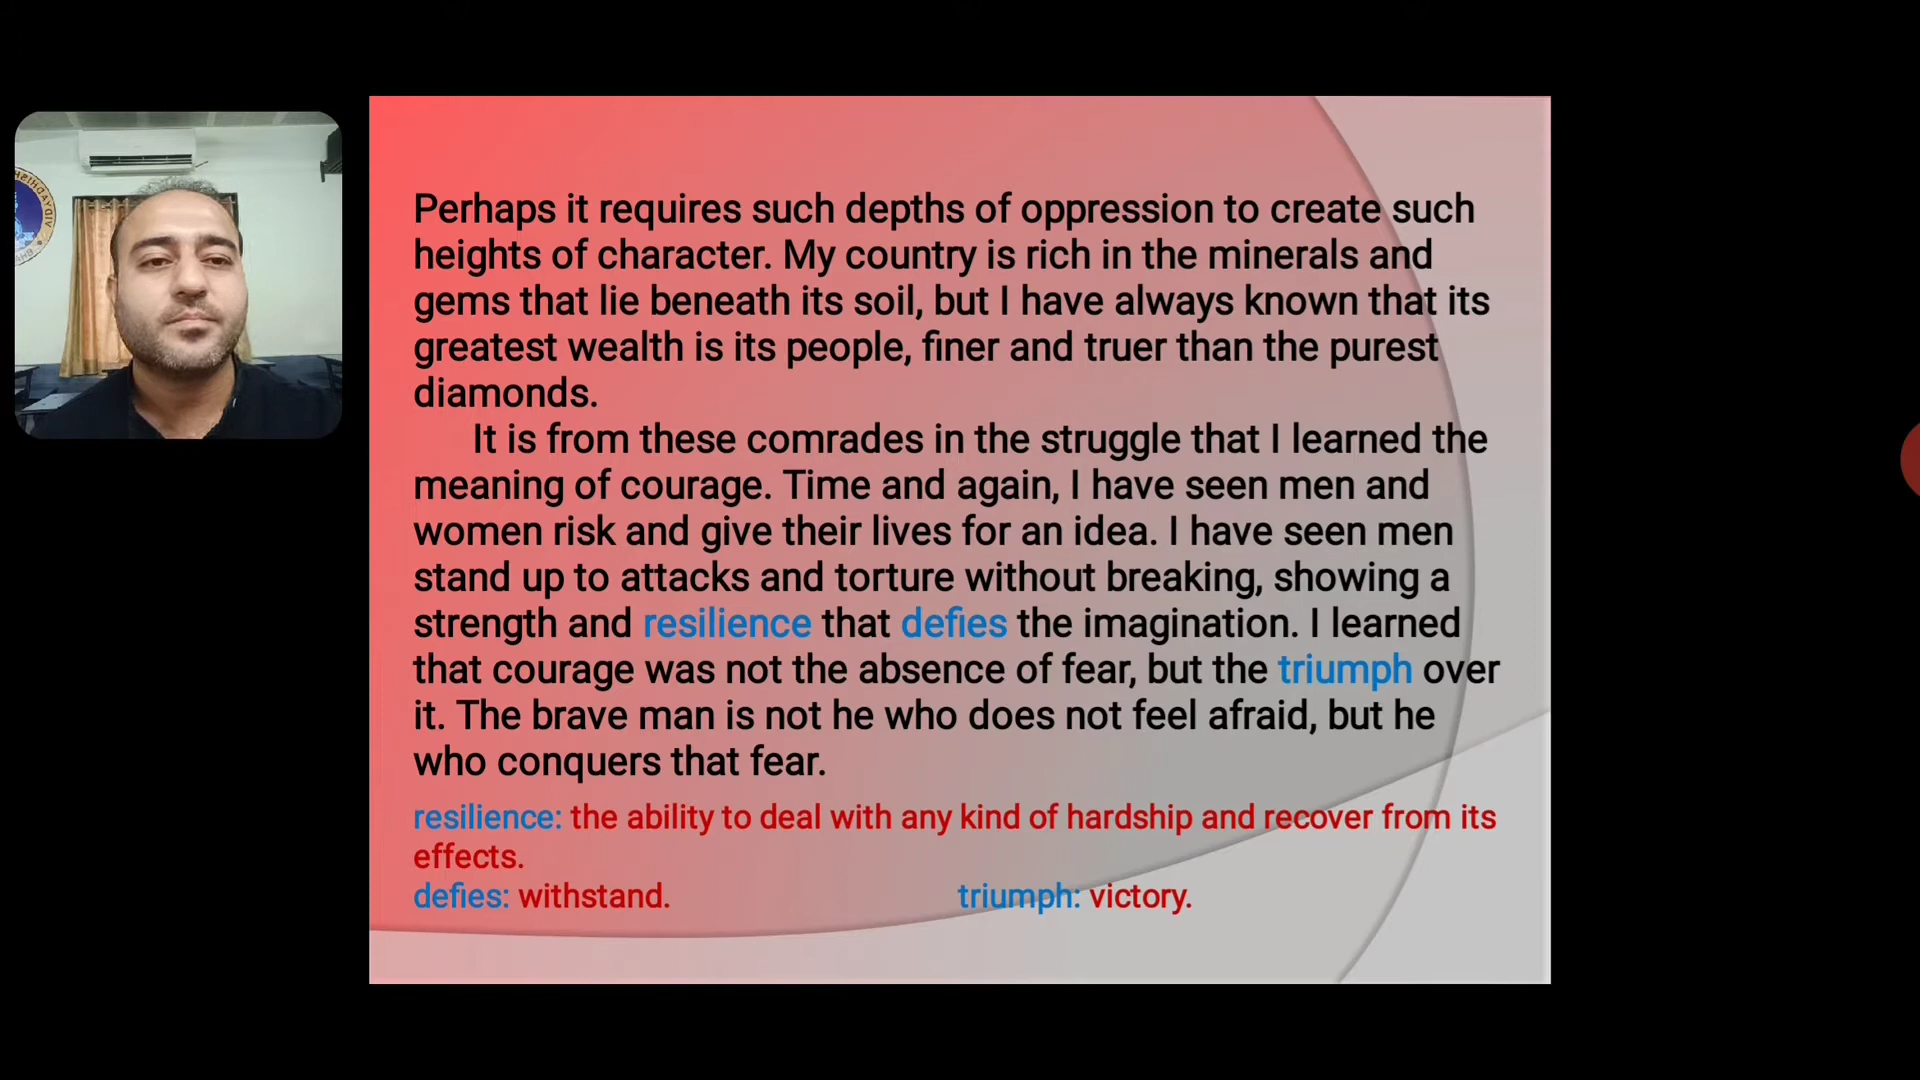 Perhaps it requires such depths of oppression to create such
heights of character. My country is rich in the minerals and
gems that lie beneath its soil, but I have always known that its
greatest wealth is its people, finer and truer than the purest
diamonds.
It is from these comrades in the struggle that I learned the
meaning of courage. Time and again, I have seen men and
women risk and give their lives for an idea. I have seen men
stand up to attacks and torture without breaking, showing a
strength and resilience that defies the imagination. I learned
that courage was not the absence of fear, but the triumph over
it. The brave man is not he who does not feel afraid, but he
who conquers that fear.
resilience: the ability to deal with any kind of hardship and recover from its
effects.
defies: withstand. triumph: victory.